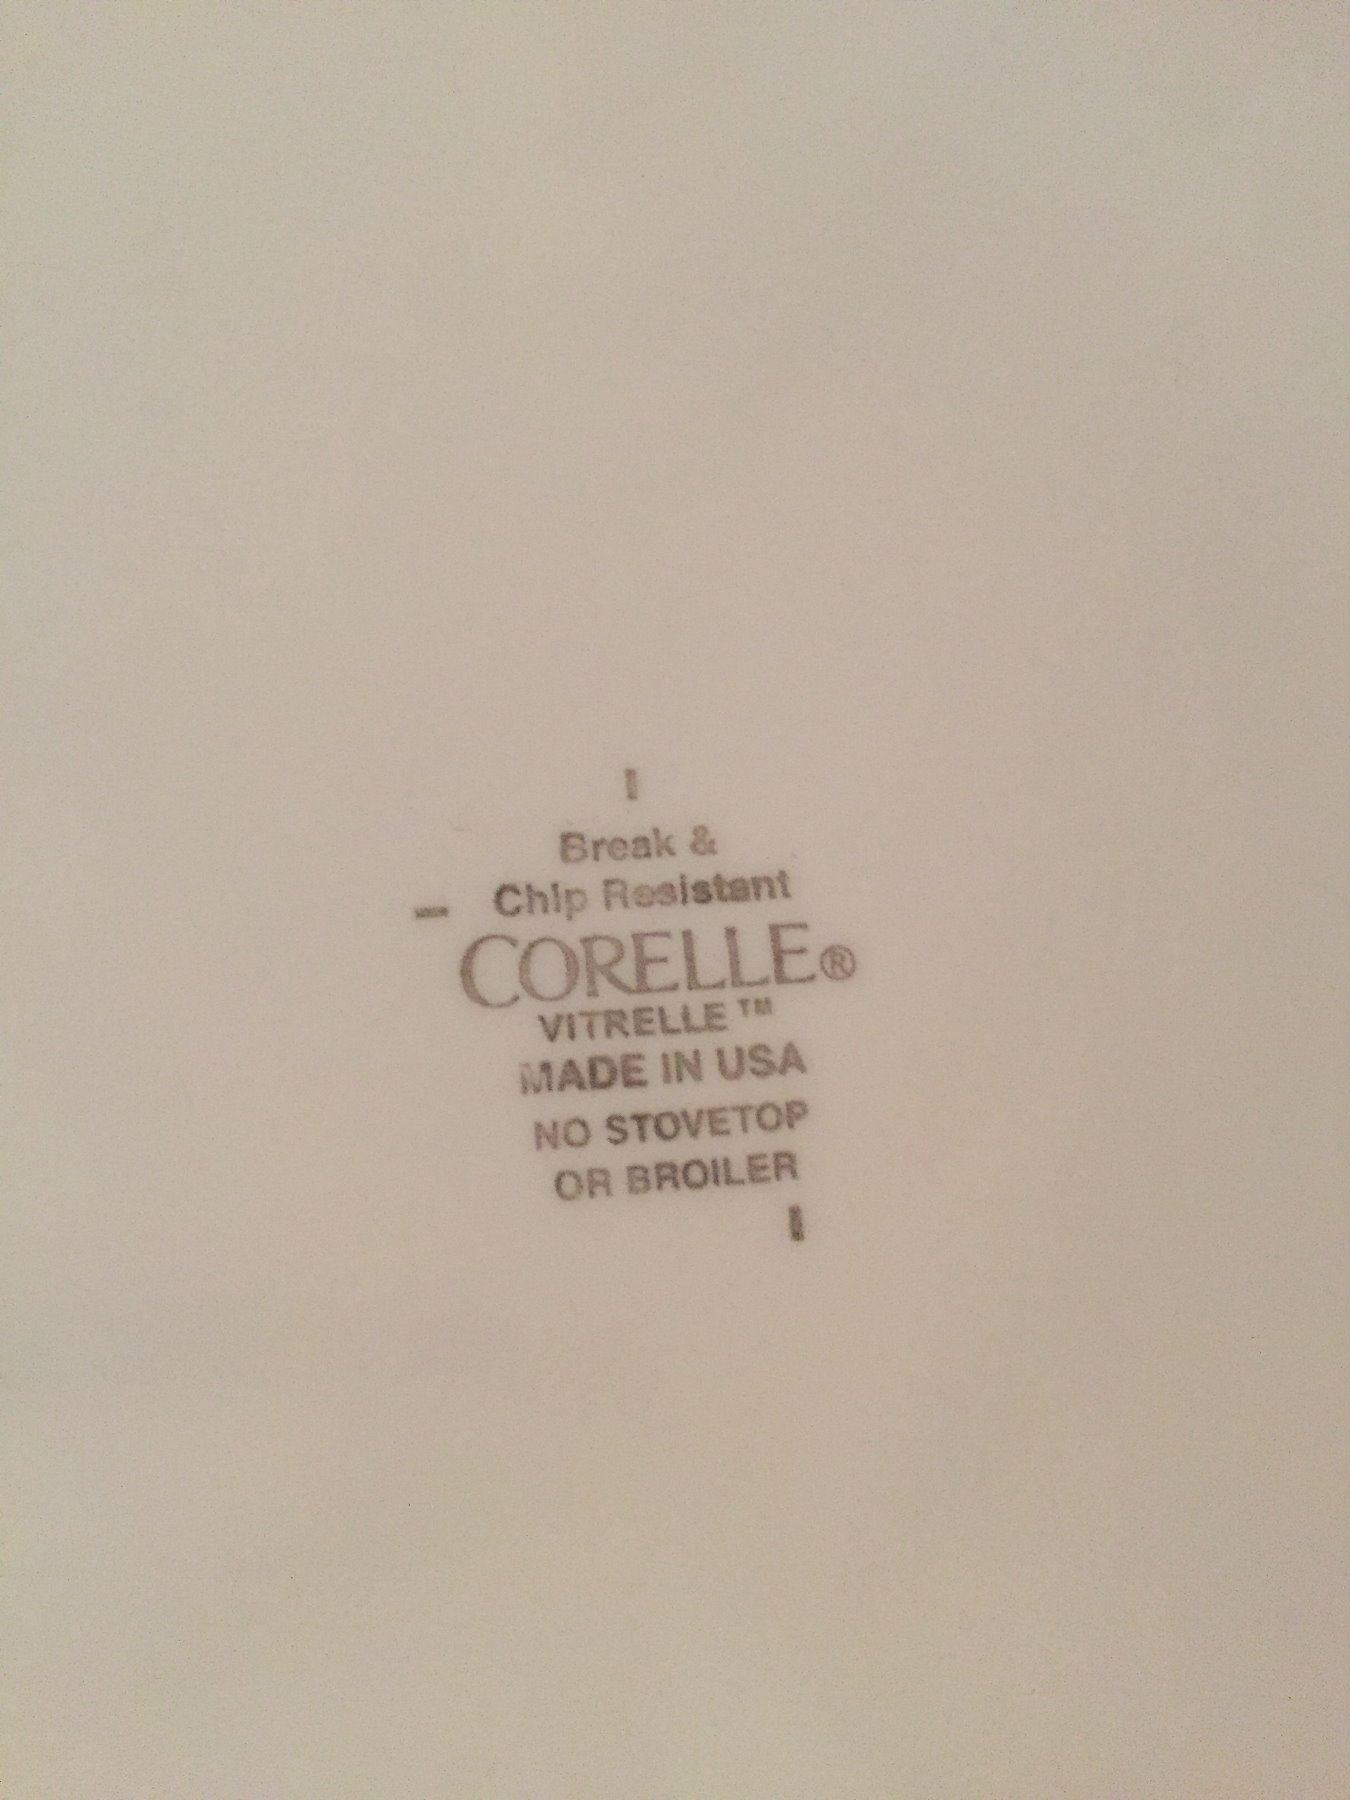 Break &
Chip Resistant
CORELLE®
VITRELLE™
MADE IN USA
NO STOVETOP
OR BROILER